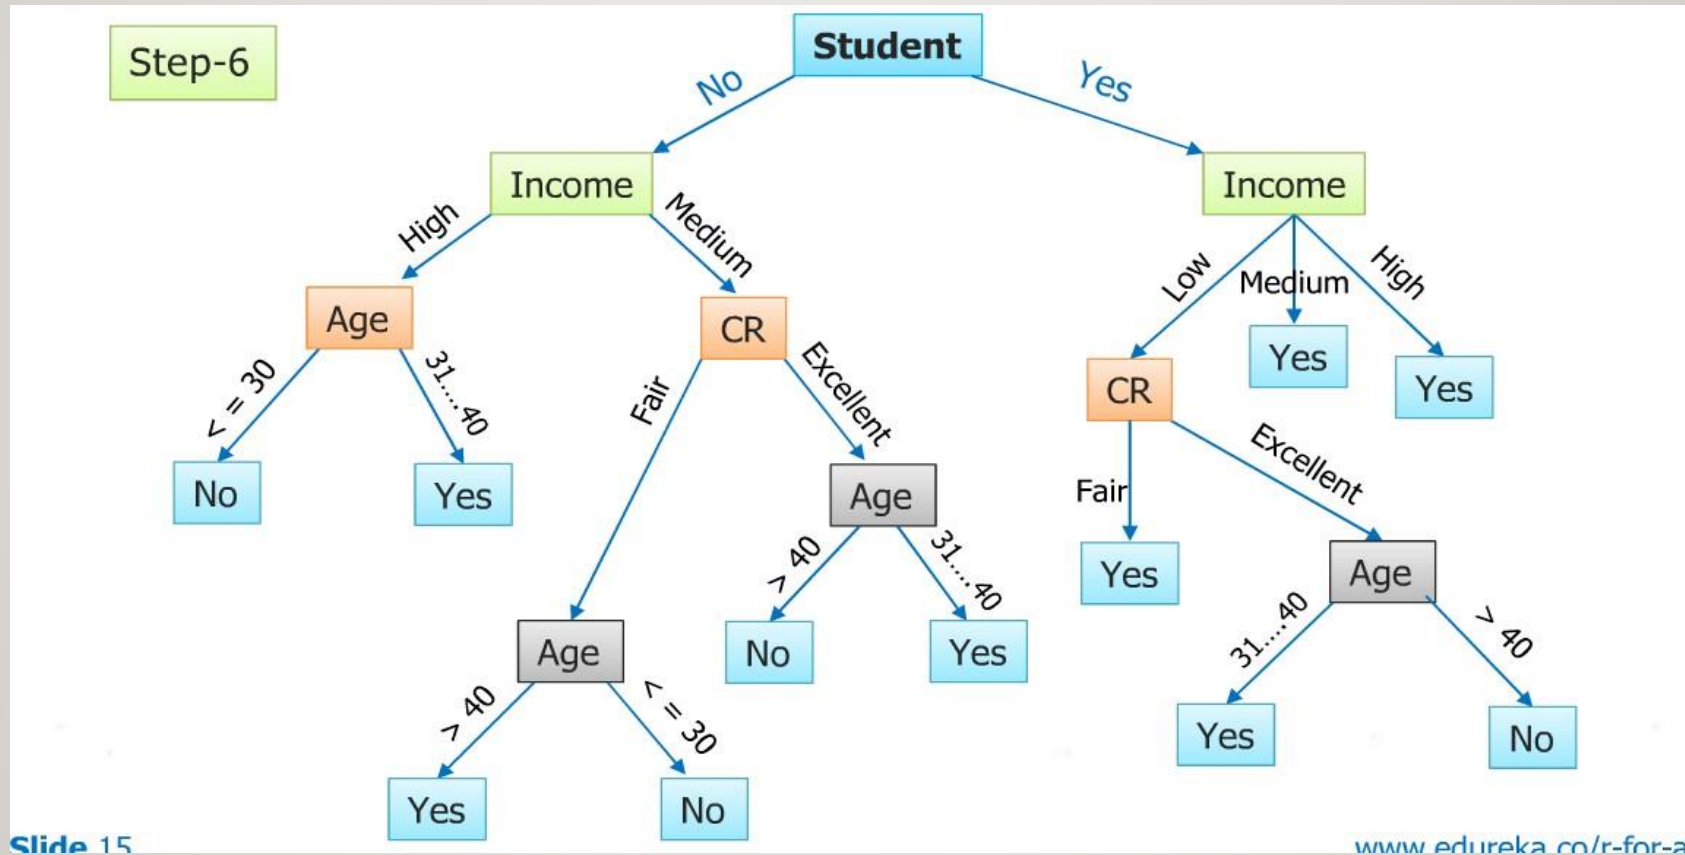 Step-6
Student
No
Yes
Income
Income
High
Medium
Low
Medium
High
Age
CR
Yes
Yes
CR
< = 30
31....40
Fair
Excellent
Fair
Excellent
No
Yes
Age
Yes
Age
> 40
31....40
31....40
> 40
Age
No
Yes
Yes
No
> 40
< = 30
Yes
No
Slide 15
www.edureka.co/r-for-a